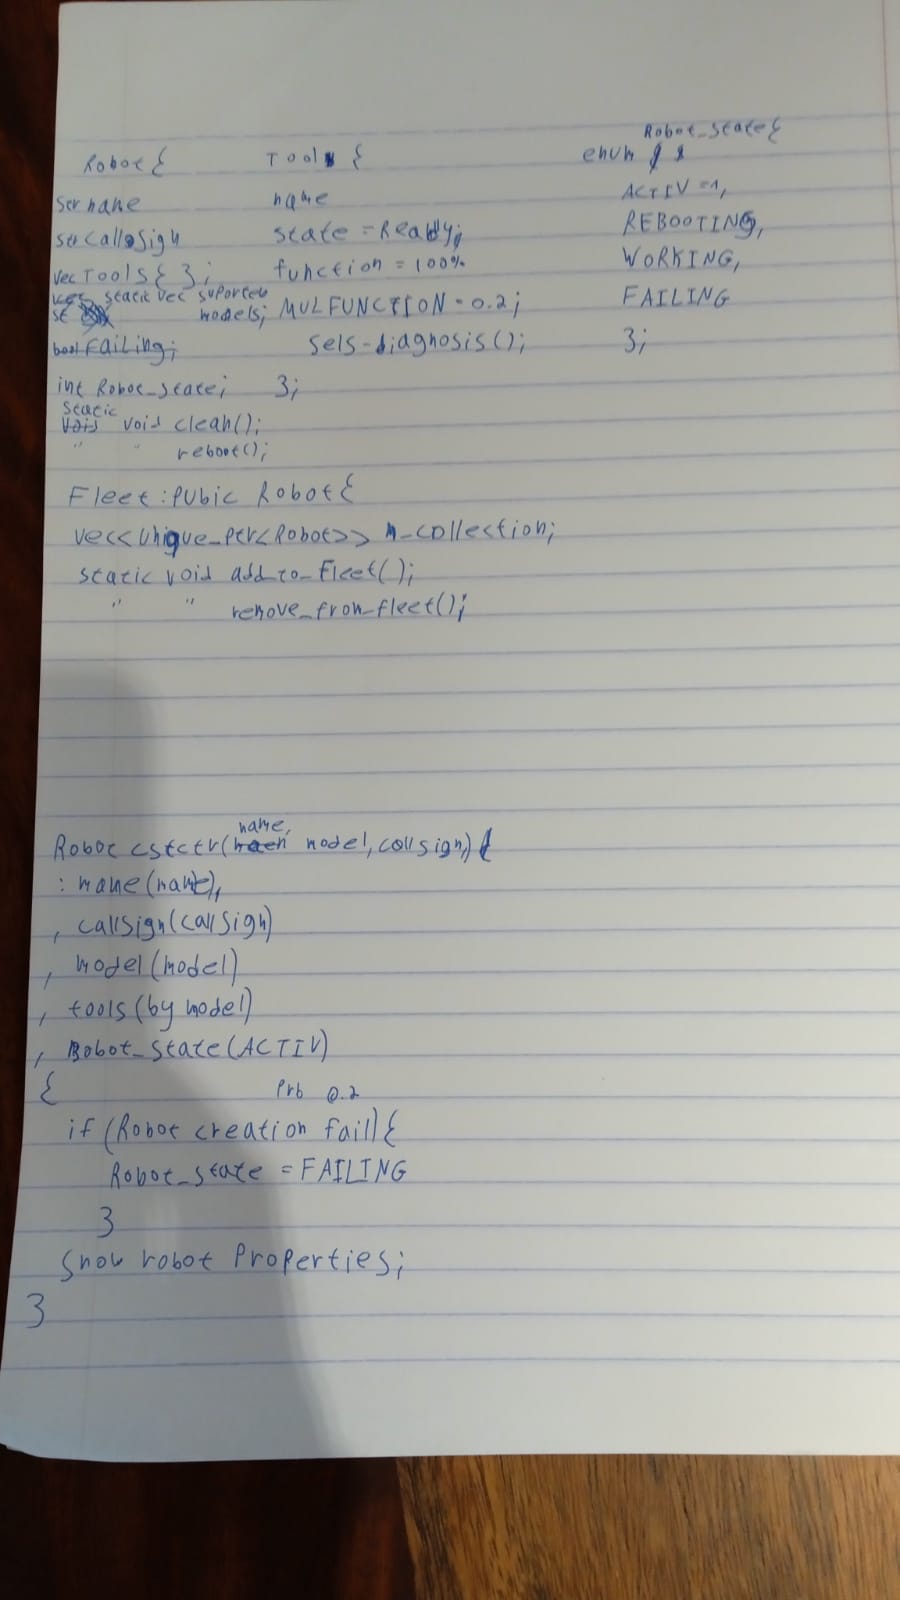 Robot {
Str name
str Callsign
vec TOOLS { };
static vec suported
models;
bool Failing;
int Robot_state;
static
void clean();
" " reboot();
Tool {
name
state = Ready;
function = 100%
MULFUNCTION = 0.2;
sels-diagnosis();
};
Robot_state {
enum
ACTIV = 1,
REBOOTING,
WORKING,
FAILING
};
Fleet : Pubic Robot {
vec<unique_ptr<Robot>> n_collection;
static void add_to_fleet();
" " remove_from_fleet();
Robot cstctr(name, model, callsign)
: name(name),
, callsign(callsign)
, model(model)
, tools(by model)
, Robot_state(ACTIV)
{
Prb 0.2
if (Robot creation fail) {
Robot_state = FAILING
}
Show robot Properties;
}